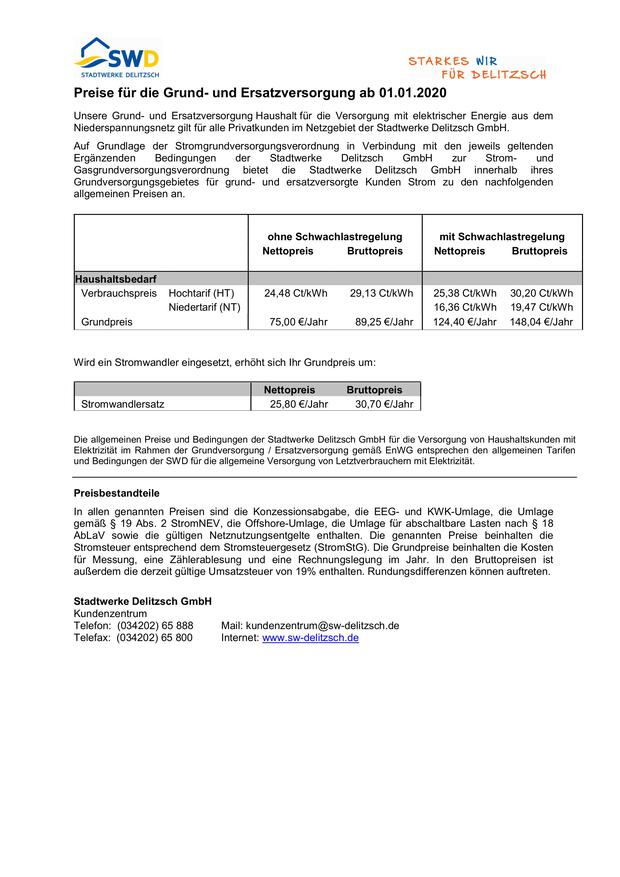 SWD
STADTWERKE DELITZSCH
STARKES WIR
FÜR DELITZSCH
Preise für die Grund- und Ersatzversorgung ab 01.01.2020
Unsere Grund- und Ersatzversorgung Haushalt für die Versorgung mit elektrischer Energie aus dem
Niederspannungsnetz gilt für alle Privatkunden im Netzgebiet der Stadtwerke Delitzsch GmbH.
Auf Grundlage der Stromgrundversorgungsverordnung in Verbindung mit den jeweils geltenden
Ergänzenden Bedingungen der Stadtwerke Delitzsch GmbH zur Strom- und
Gasgrundversorgungsverordnung bietet die Stadtwerke Delitzsch GmbH innerhalb ihres
Grundversorgungsgebietes für grund- und ersatzversorgte Kunden Strom zu den nachfolgenden
allgemeinen Preisen an.
ohne Schwachlastregelung mit Schwachlastregelung
Nettopreis Bruttopreis Nettopreis Bruttopreis
Haushaltsbedarf
Verbrauchspreis Hochtarif (HT) 24,48 Ct/kWh 29,13 Ct/kWh 25,38 Ct/kWh 30,20 Ct/kWh
Niedertarif (NT) 16,36 Ct/kWh 19,47 Ct/kWh
Grundpreis 75,00 €/Jahr 89,25 €/Jahr 124,40 €/Jahr 148,04 €/Jahr
Wird ein Stromwandler eingesetzt, erhöht sich Ihr Grundpreis um:
Nettopreis Bruttopreis
Stromwandlersatz 25,80 €/Jahr 30,70 €/Jahr
Die allgemeinen Preise und Bedingungen der Stadtwerke Delitzsch GmbH für die Versorgung von Haushaltskunden mit
Elektrizität im Rahmen der Grundversorgung / Ersatzversorgung gemäß EnWG entsprechen den allgemeinen Tarifen
und Bedingungen der SWD für die allgemeine Versorgung von Letztverbrauchern mit Elektrizität.
Preisbestandteile
In allen genannten Preisen sind die Konzessionsabgabe, die EEG- und KWK-Umlage, die Umlage
gemäß § 19 Abs. 2 StromNEV, die Offshore-Umlage, die Umlage für abschaltbare Lasten nach § 18
AbLaV sowie die gültigen Netznutzungsentgelte enthalten. Die genannten Preise beinhalten die
Stromsteuer entsprechend dem Stromsteuergesetz (StromStG). Die Grundpreise beinhalten die Kosten
für Messung, eine Zählerablesung und eine Rechnungslegung im Jahr. In den Bruttopreisen ist
außerdem die derzeit gültige Umsatzsteuer von 19% enthalten. Rundungsdifferenzen können auftreten.
Stadtwerke Delitzsch GmbH
Kundenzentrum
Telefon: (034202) 65 888 Mail: kundenzentrum@sw-delitzsch.de
Telefax: (034202) 65 800 Internet: www.sw-delitzsch.de